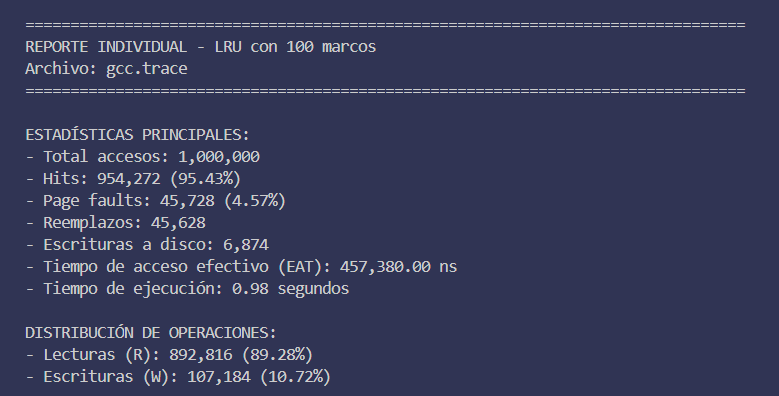 ================================================================================
REPORTE INDIVIDUAL - LRU con 100 marcos
Archivo: gcc.trace
================================================================================
ESTADÍSTICAS PRINCIPALES:
- Total accesos: 1,000,000
- Hits: 954,272 (95.43%)
- Page faults: 45,728 (4.57%)
- Reemplazos: 45,628
- Escrituras a disco: 6,874
- Tiempo de acceso efectivo (EAT): 457,380.00 ns
- Tiempo de ejecución: 0.98 segundos
DISTRIBUCIÓN DE OPERACIONES:
- Lecturas (R): 892,816 (89.28%)
- Escrituras (W): 107,184 (10.72%)